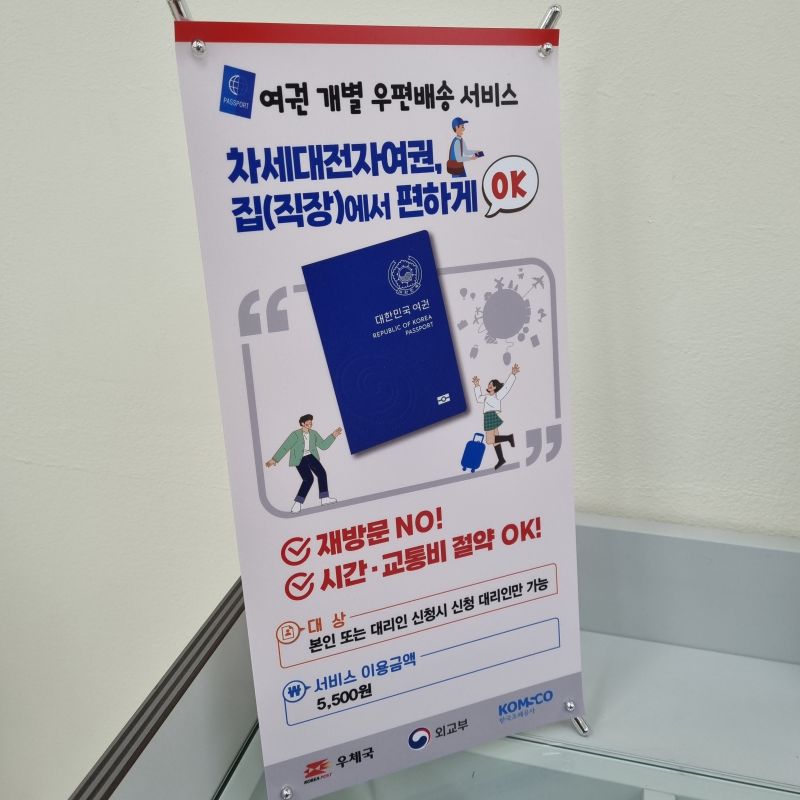 PASSPORT
여권 개별 우편배송 서비스
차세대전자여권,
집(직장)에서 편하게 OK
대한민국 여권
REPUBLIC OF KOREA
PASSPORT
재방문 NO!
시간·교통비 절약 OK!
대 상
본인 또는 대리인 신청시 신청 대리인만 가능
서비스 이용금액
5,500원
KOREA POST 우체국
외교부
KOMSCO
한국조폐공사